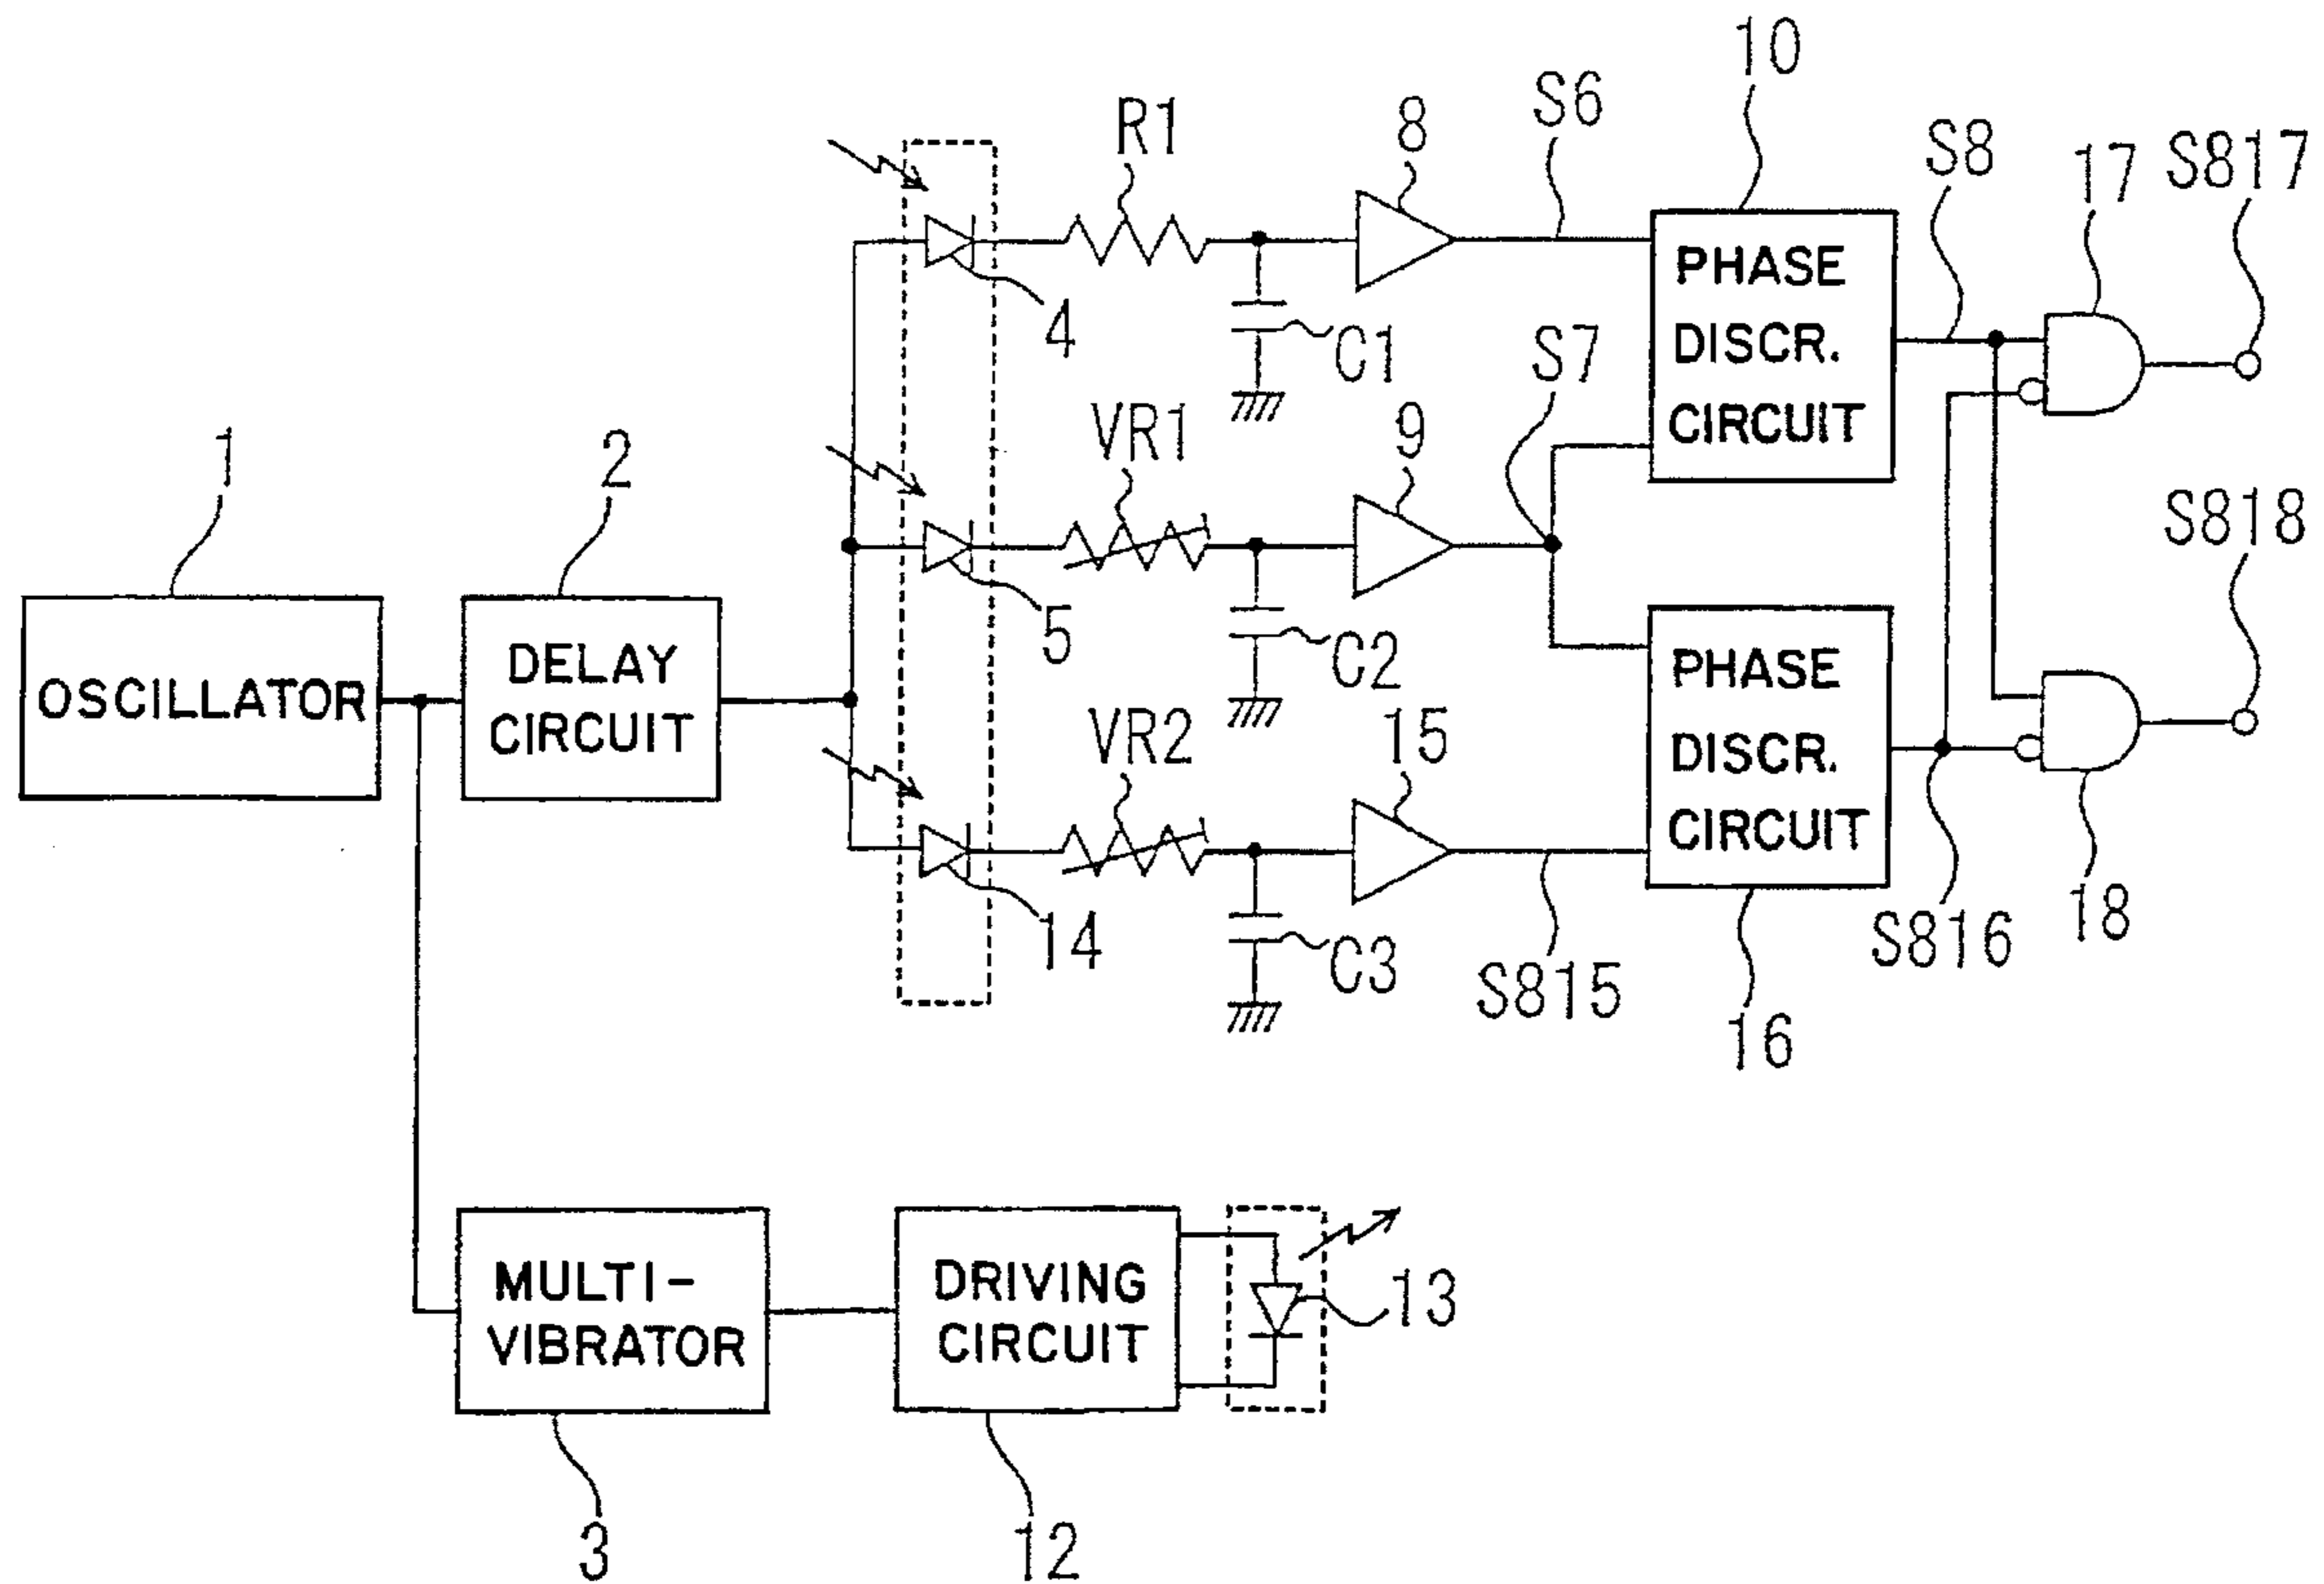 10
R1
8
S6
S8
17
S817
PHASE
DISCR.
CIRCUIT
4
C1
S7
VR1
9
1
2
S818
5
C2
OSCILLATOR
DELAY
CIRCUIT
VR2
15
PHASE
DISCR.
CIRCUIT
14
C3
S815
S816
18
16
MULTI-
VIBRATOR
DRIVING
CIRCUIT
13
3
12